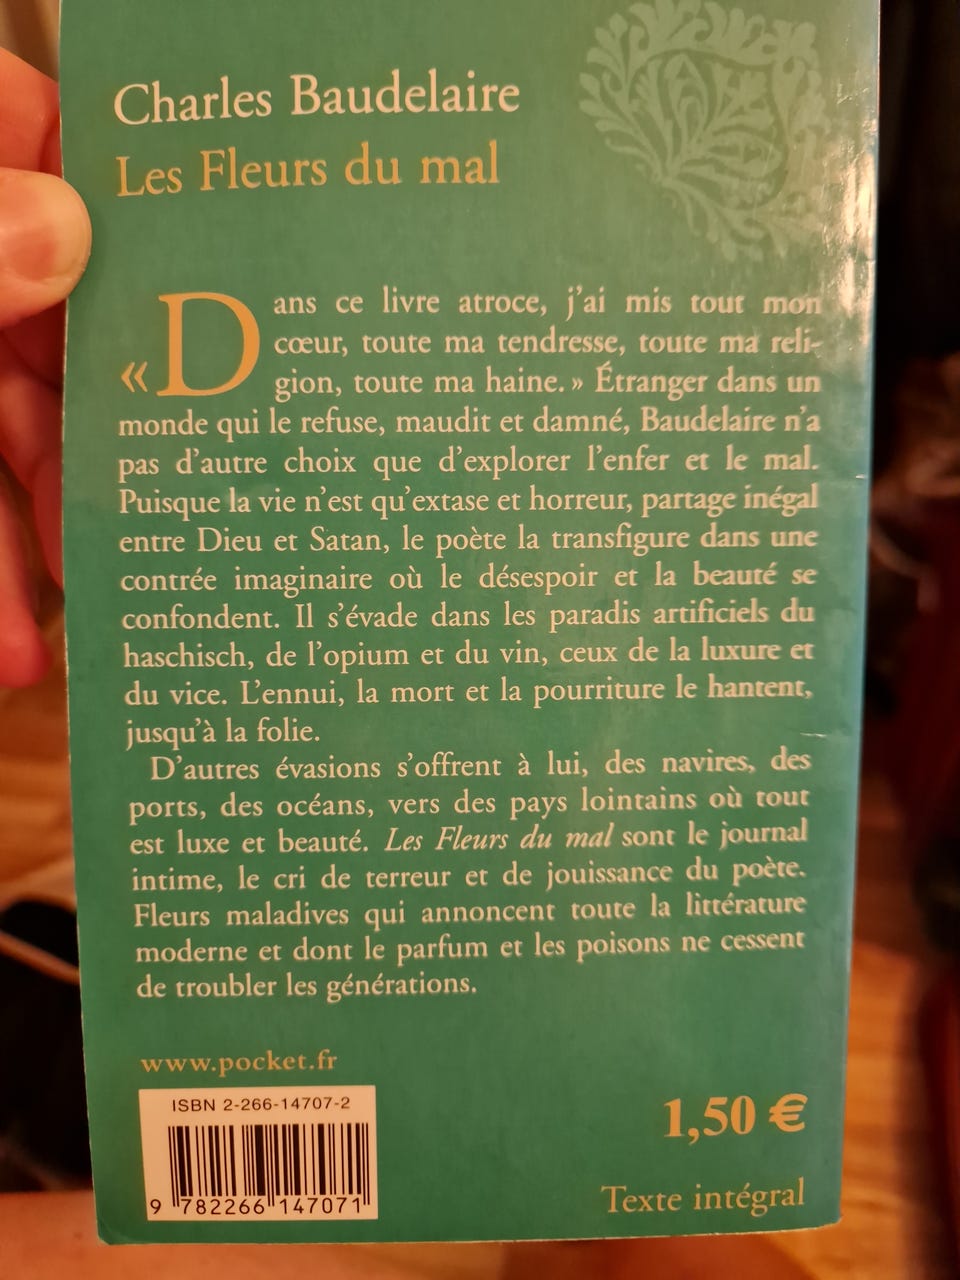 Charles Baudelaire
Les Fleurs du mal
« Dans ce livre atroce, j'ai mis tout mon
cœur, toute ma tendresse, toute ma reli-
gion, toute ma haine. » Étranger dans un
monde qui le refuse, maudit et damné, Baudelaire n'a
pas d'autre choix que d'explorer l'enfer et le mal.
Puisque la vie n'est qu'extase et horreur, partage inégal
entre Dieu et Satan, le poète la transfigure dans une
contrée imaginaire où le désespoir et la beauté se
confondent. Il s'évade dans les paradis artificiels du
haschisch, de l'opium et du vin, ceux de la luxure et
du vice. L'ennui, la mort et la pourriture le hantent,
jusqu'à la folie.
D'autres évasions s'offrent à lui, des navires, des
ports, des océans, vers des pays lointains où tout
est luxe et beauté. Les Fleurs du mal sont le journal
intime, le cri de terreur et de jouissance du poète.
Fleurs maladives qui annoncent toute la littérature
moderne et dont le parfum et les poisons ne cessent
de troubler les générations.
www.pocket.fr
ISBN 2-266-14707-2
9 782266 147071
1,50 €
Texte intégral